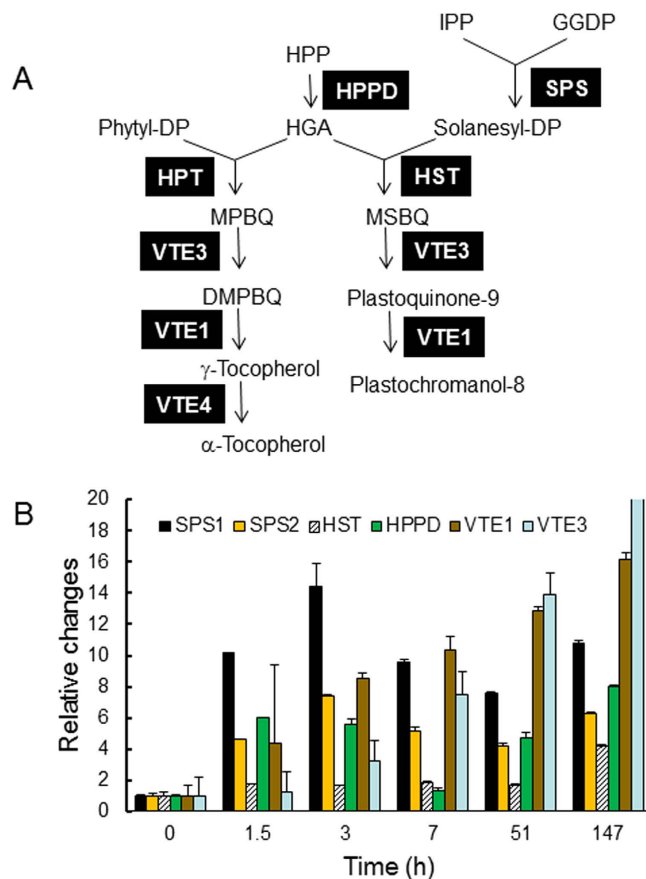 A
IPP GGDP
HPP
HPPD
SPS
Phytyl-DP HGA Solanesyl-DP
HPT HST
MPBQ MSBQ
VTE3 VTE3
DMPBQ Plastoquinone-9
VTE1 VTE1
γ-Tocopherol
Plastochromanol-8
VTE4
α-Tocopherol
B
SPS1 SPS2 HST HPPD VTE1 VTE3
Relative changes
20
18
16
14
12
10
8
6
4
2
0
0 1.5 3 7 51 147
Time (h)